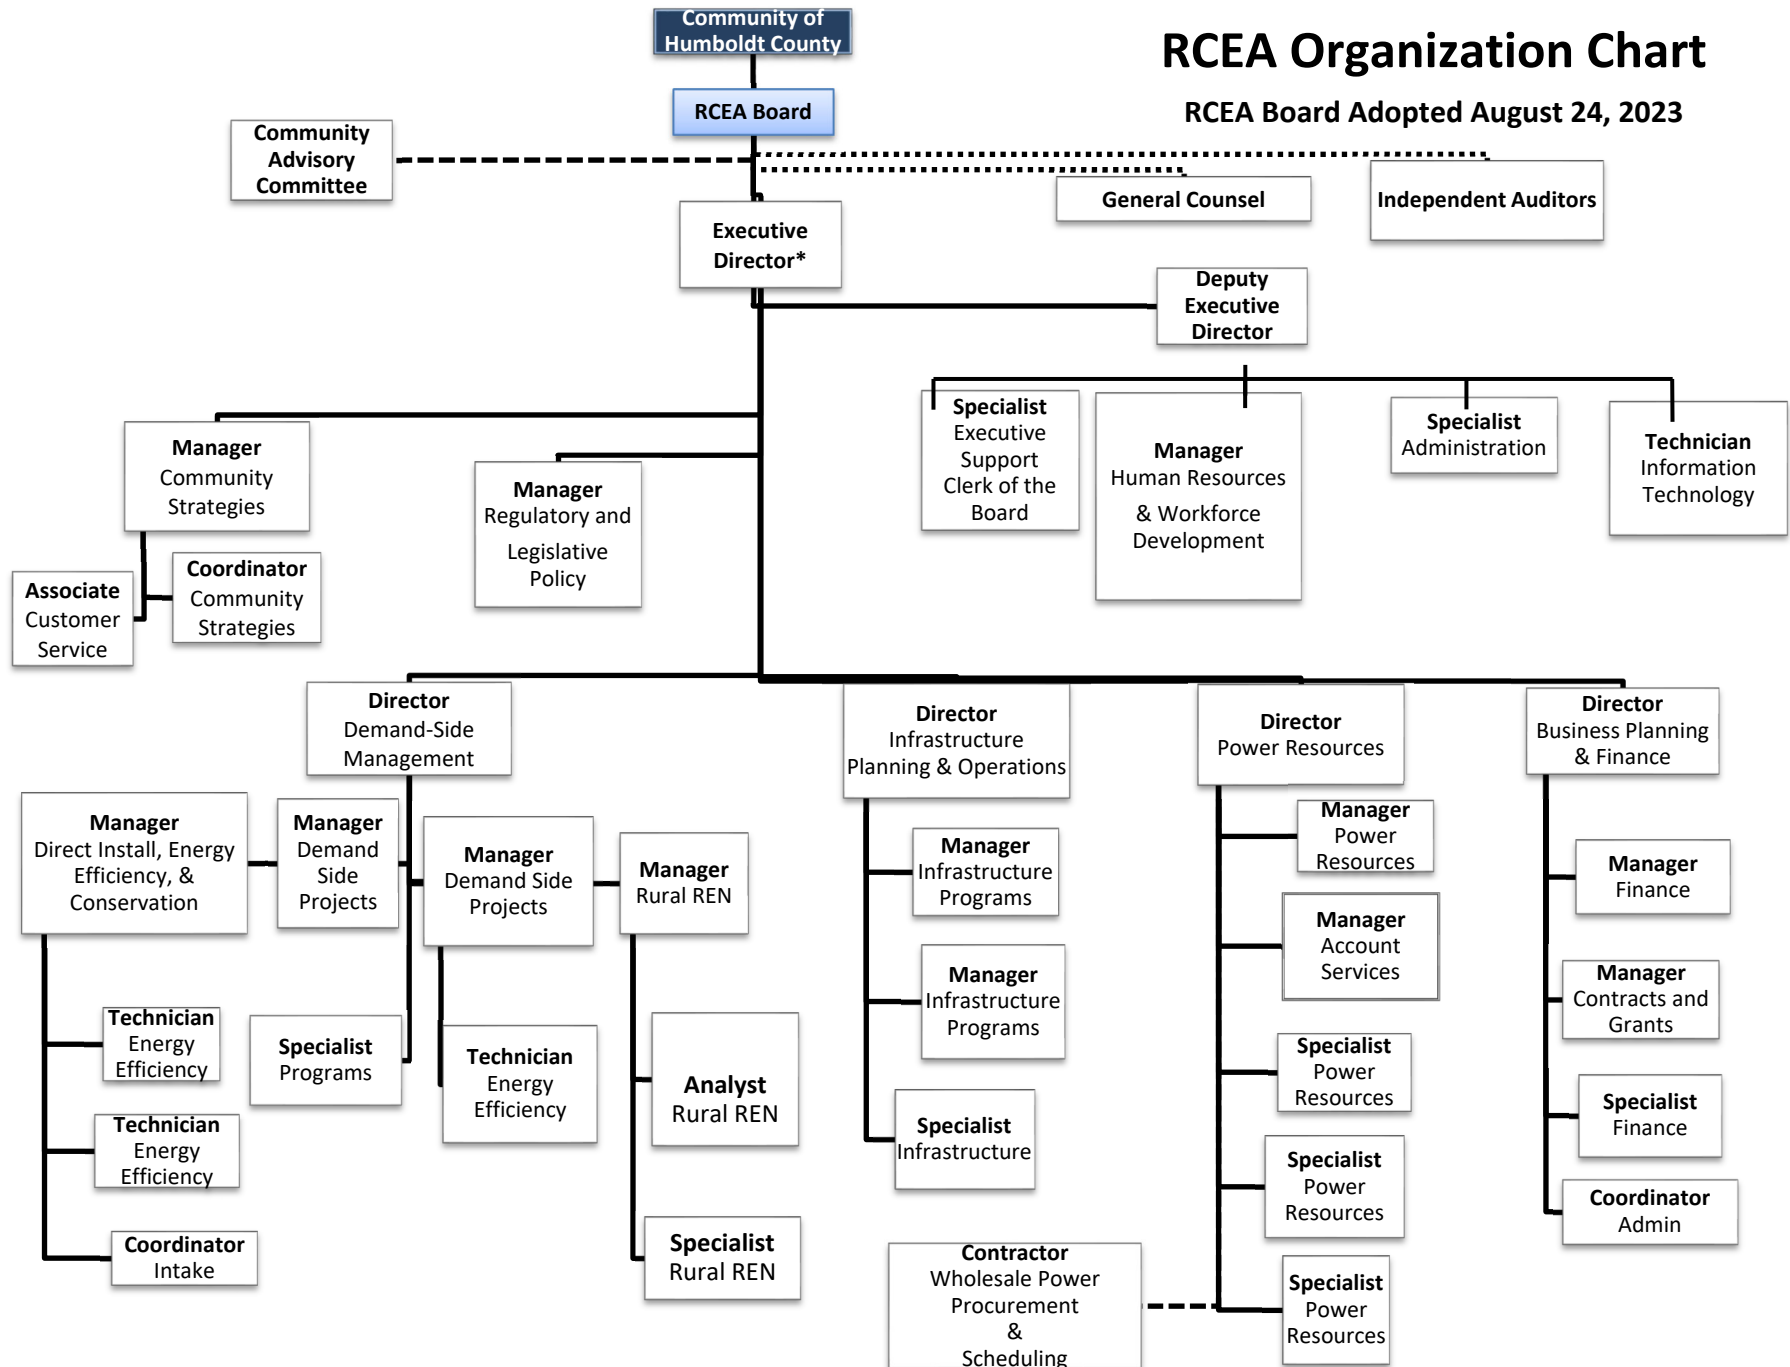 Community of
Humboldt County
RCEA Organization Chart
RCEA Board
RCEA Board Adopted August 24, 2023
Community
Advisory
Committee
General Counsel
Independent Auditors
Executive
Director*
Deputy
Executive
Director
Specialist
Executive
Support
Clerk of the
Board
Manager
Human Resources
& Workforce
Development
Specialist
Administration
Technician
Information
Technology
Manager
Community
Strategies
Manager
Regulatory and
Legislative
Policy
Associate
Customer
Service
Coordinator
Community
Strategies
Director
Demand-Side
Management
Director
Infrastructure
Planning & Operations
Director
Power Resources
Director
Business Planning
& Finance
Manager
Direct Install, Energy
Efficiency, &
Conservation
Manager
Demand
Side
Projects
Manager
Demand Side
Projects
Manager
Rural REN
Technician
Energy
Efficiency
Technician
Energy
Efficiency
Coordinator
Intake
Specialist
Programs
Technician
Energy
Efficiency
Analyst
Rural REN
Specialist
Rural REN
Manager
Infrastructure
Programs
Manager
Infrastructure
Programs
Specialist
Infrastructure
Manager
Power
Resources
Manager
Account
Services
Specialist
Power
Resources
Specialist
Power
Resources
Specialist
Power
Resources
Contractor
Wholesale Power
Procurement
&
Scheduling
Manager
Finance
Manager
Contracts and
Grants
Specialist
Finance
Coordinator
Admin